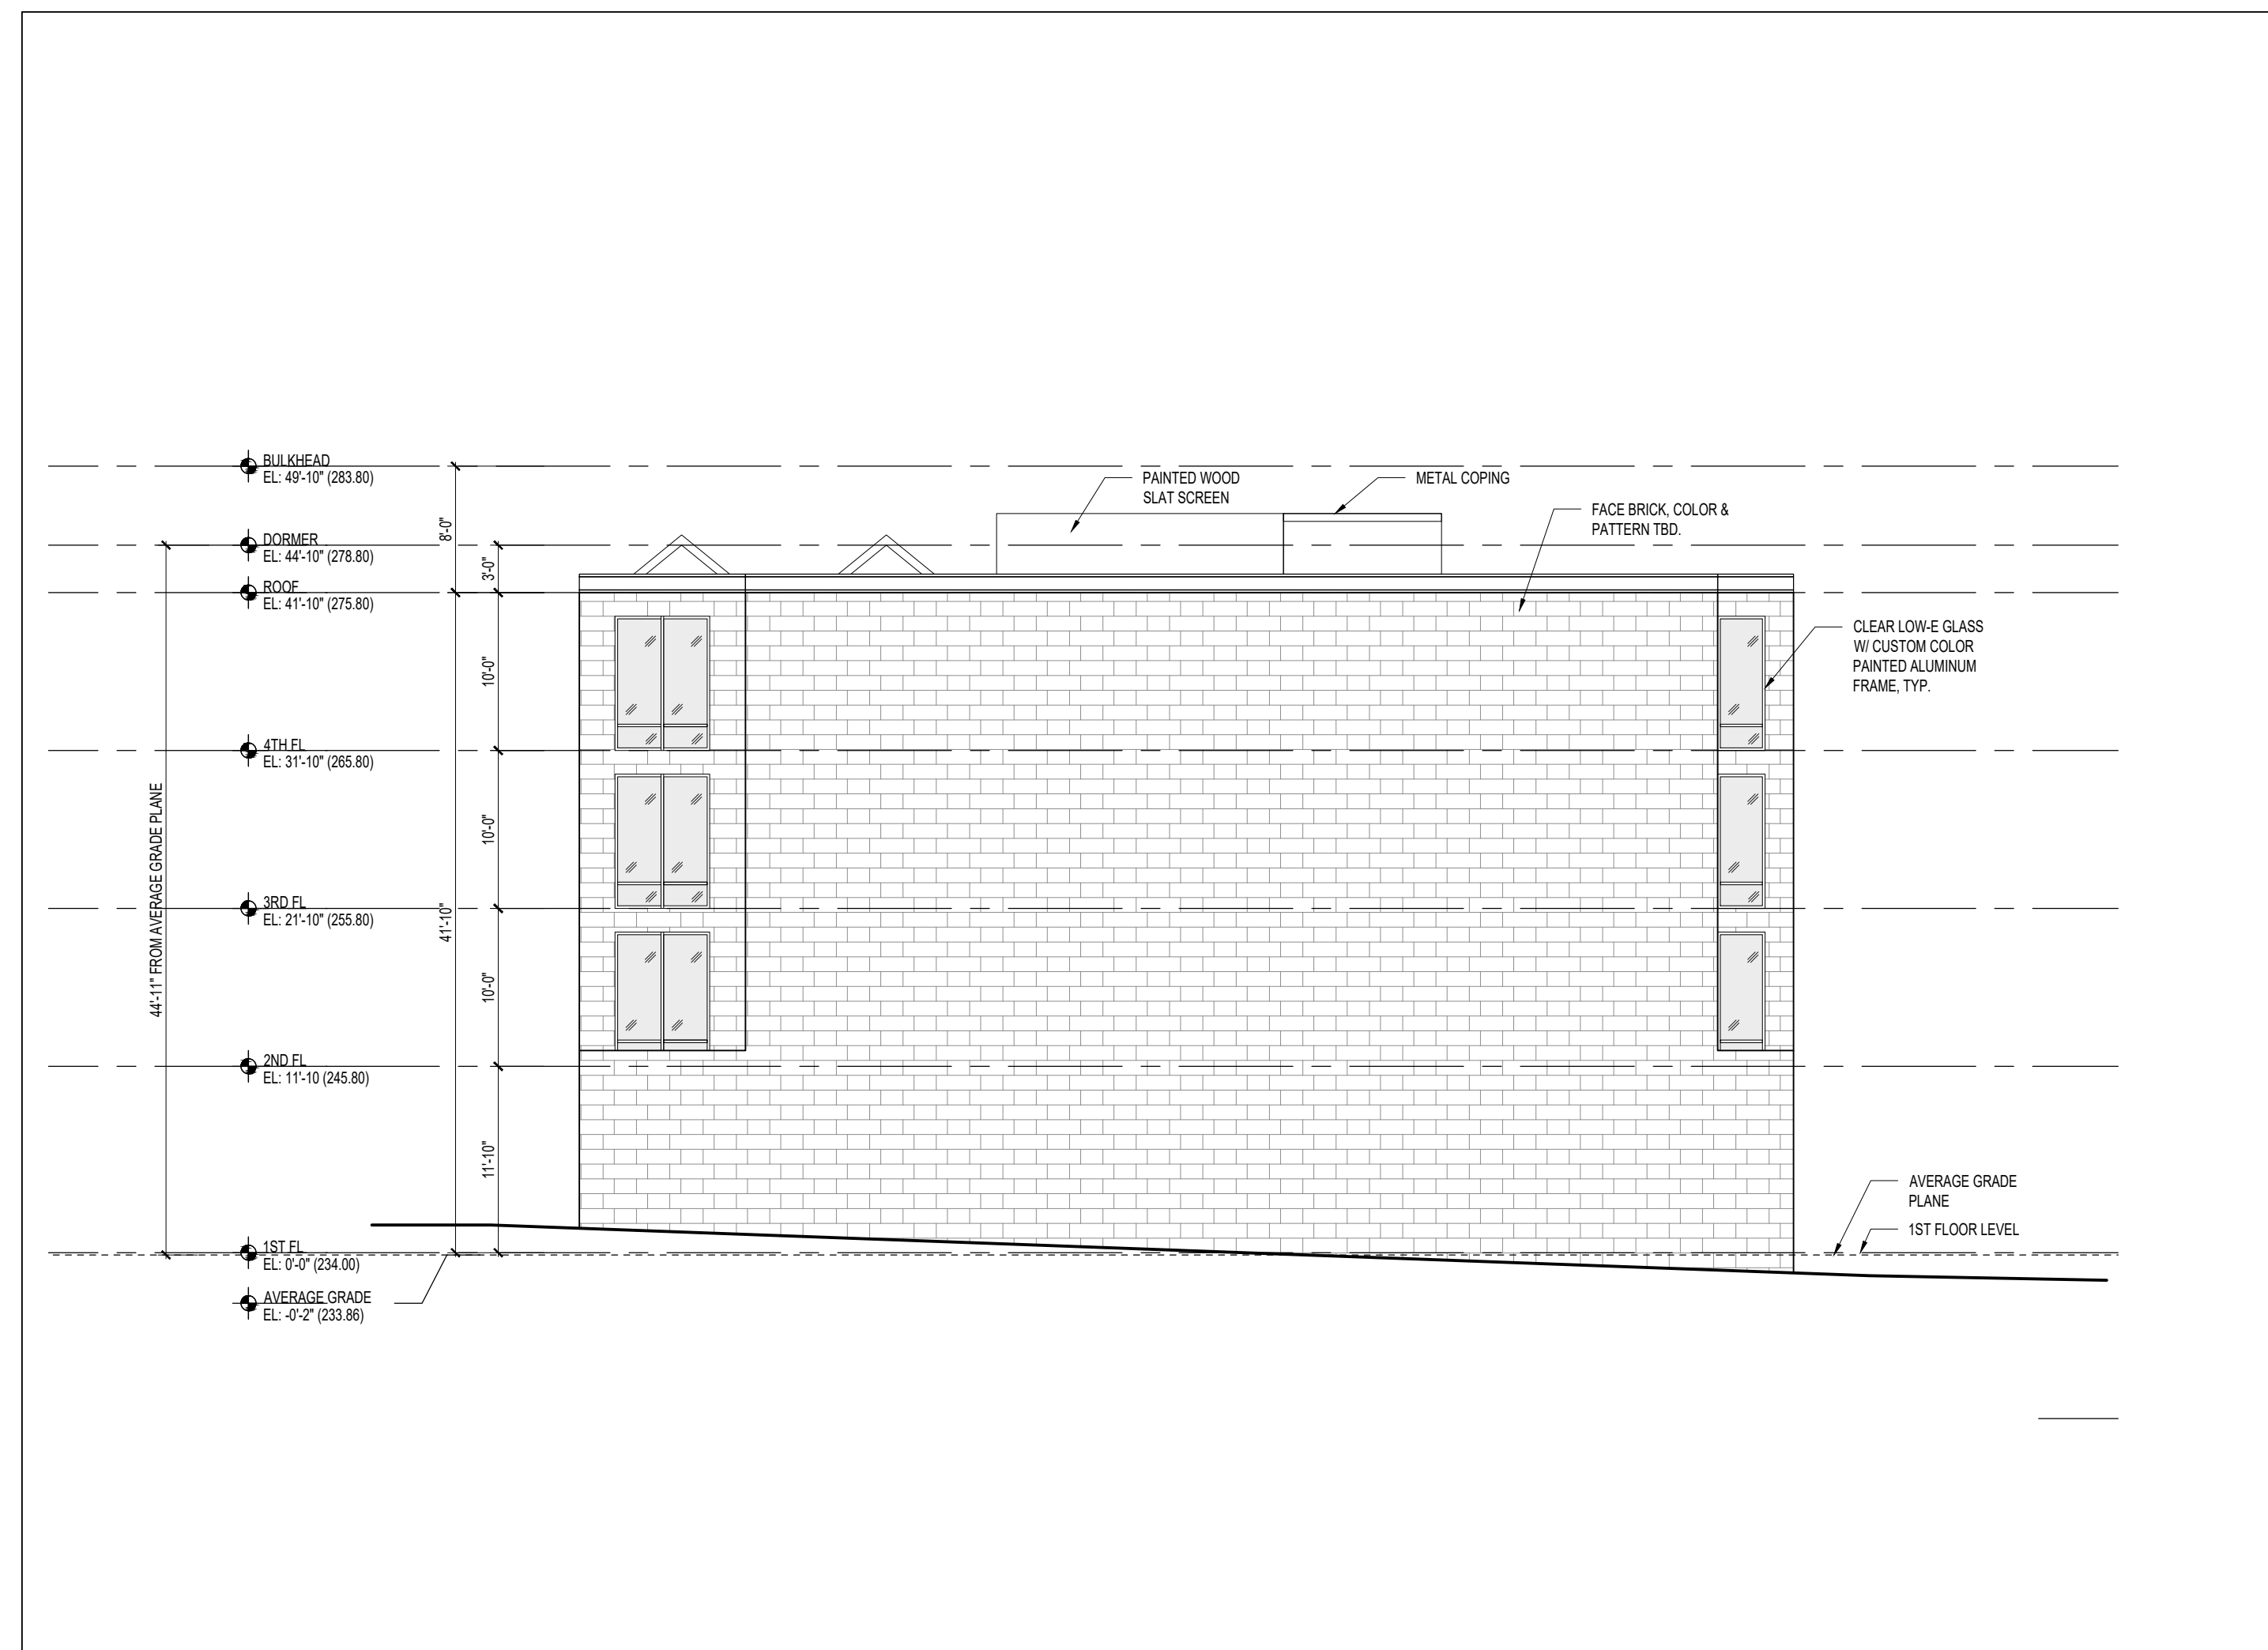 BULKHEAD
EL: 49'-10" (283.80)
DORMER
EL: 44'-10" (278.80)
ROOF
EL: 41'-10" (275.80)
4TH FL
EL: 31'-10" (265.80)
3RD FL
EL: 21'-10" (255.80)
2ND FL
EL: 11'-10 (245.80)
1ST FL
EL: 0'-0" (234.00)
AVERAGE GRADE
EL: -0'-2" (233.86)
44'-11" FROM AVERAGE GRADE PLANE
8'-0"
41'-10"
3'-0"
10'-0"
10'-0"
10'-0"
11'-10"
PAINTED WOOD
SLAT SCREEN
METAL COPING
FACE BRICK, COLOR &
PATTERN TBD.
CLEAR LOW-E GLASS
W/ CUSTOM COLOR
PAINTED ALUMINUM
FRAME, TYP.
AVERAGE GRADE
PLANE
1ST FLOOR LEVEL